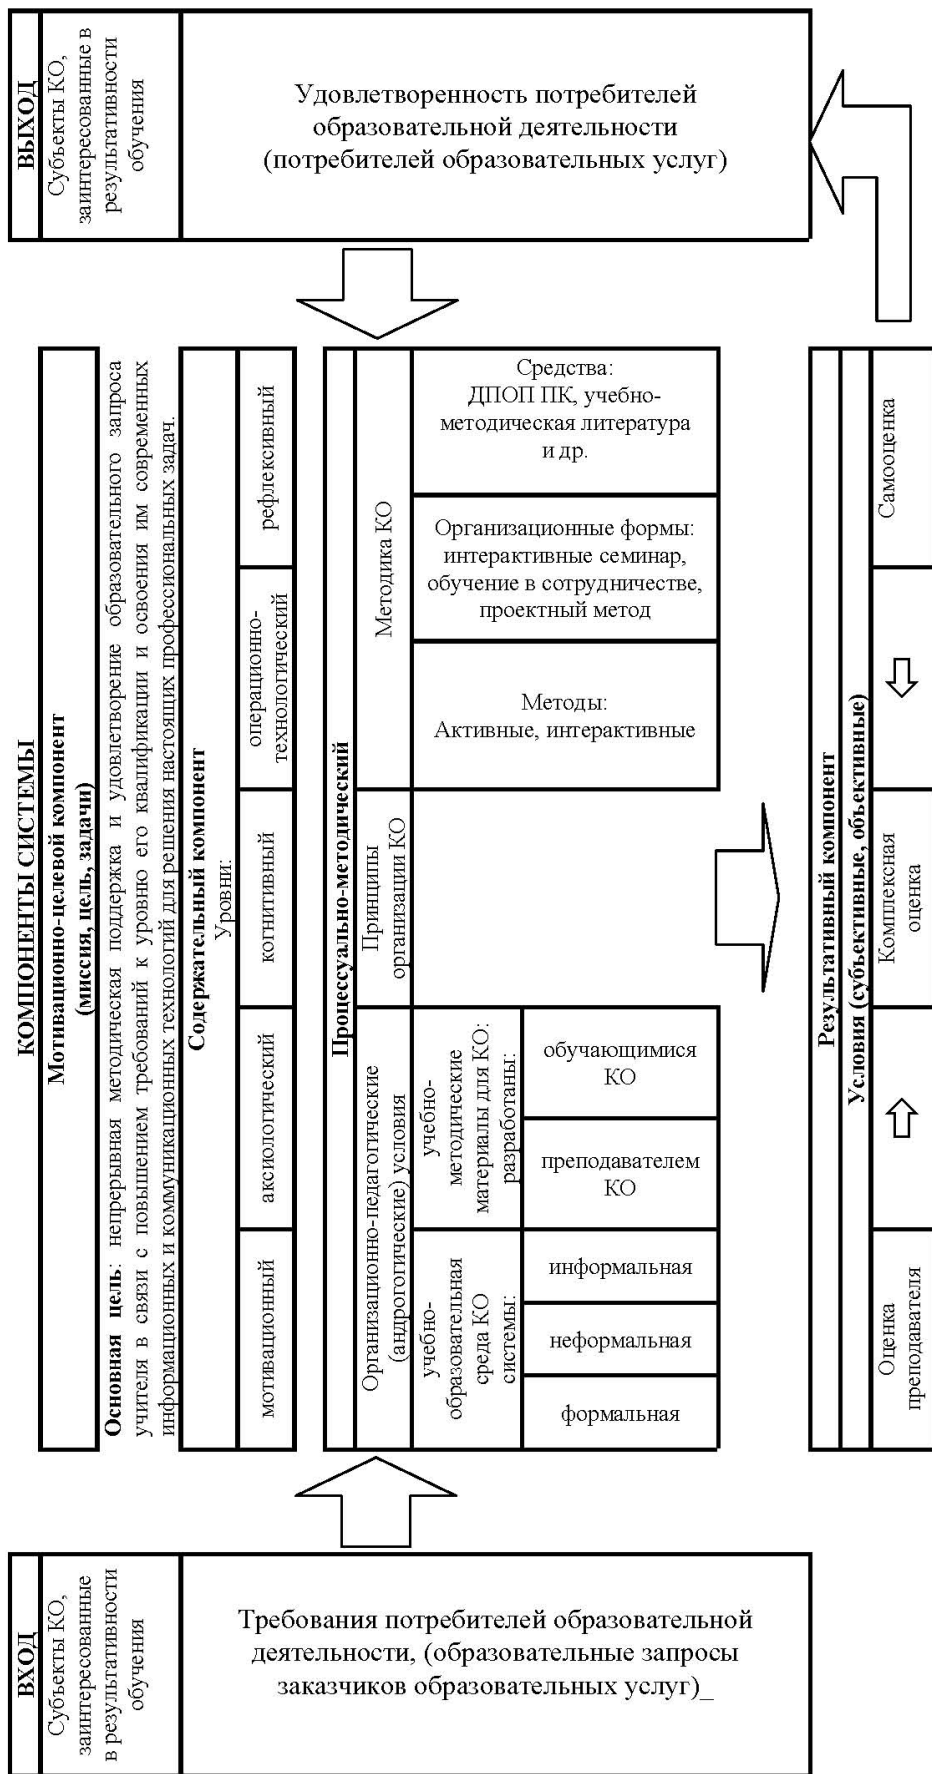 ВХОД
Субъекты КО,
заинтересованные
в результативности
обучения
Требования потребителей образовательной
деятельности, (образовательные запросы
заказчиков образовательных услуг)_
КОМПОНЕНТЫ СИСТЕМЫ
Мотивационно-целевой компонент
(миссия, цель, задачи)
Основная цель: непрерывная методическая поддержка и удовлетворение образовательного запроса
учителя в связи с повышением требований к уровню его квалификации и освоения им современных
информационных и коммуникационных технологий для решения настоящих профессиональных задач.
Содержательный компонент
Уровни:
мотивационный
аксиологический
когнитивный
операционно-
технологический
рефлексивный
Процессуально-методический
Организационно-педагогические
(андрогогические) условия
Принципы
организации КО
Методика КО
учебно-
образовательная
среда КО
системы:
учебно-
методические
материалы для КО:
разработаны:
формальная
неформальная
информальная
преподавателем
КО
обучающимися
КО
Методы:
Активные, интерактивные
Организационные формы:
интерактивные семинар,
обучение в сотрудничестве,
проектный метод
Средства:
ДПОП ПК, учебно-
методическая литература
и др.
Результативный компонент
Условия (субъективные, объективные)
Оценка
преподавателя
Комплексная
оценка
Самооценка
ВЫХОД
Субъекты КО,
заинтересованные в
результативности
обучения
Удовлетворенность потребителей
образовательной деятельности
(потребителей образовательных услуг)